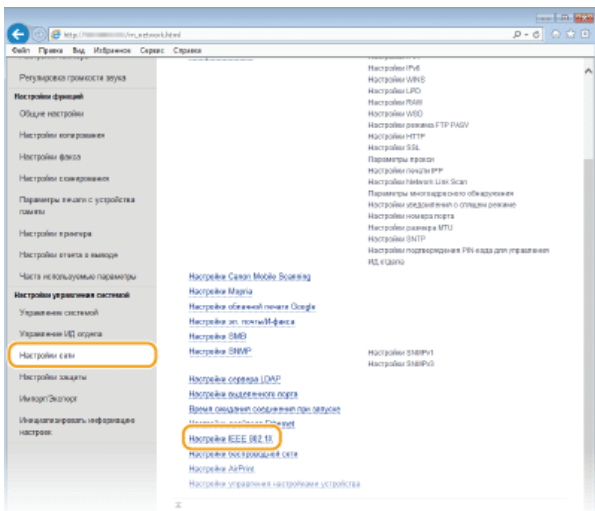 http://
/m_network.html
Файл Правка Вид Избранное Сервис Справка
Регулировка громкости звука
Настройки функций
Общие настройки
Настройки копирования
Настройки факса
Настройки сканирования
Параметры печати с устройства
памяти
Настройки принтера
Настройки отчета о выводе
Часто используемые параметры
Настройки управления системой
Управление системой
Управление ИД отдела
Настройки сети
Настройки защиты
Импорт/Экспорт
Инициализировать информацию
настроек
Настройки IPv6
Настройки WINS
Настройки LPD
Настройки RAW
Настройки WSD
Настройки режима FTP PASV
Настройки HTTP
Настройки SSL
Параметры прокси
Настройки печати IPP
Настройки Network Link Scan
Параметры многоадресного обнаружения
Настройки уведомления о спящем режиме
Настройки номера порта
Настройки размера MTU
Настройки SNTP
Настройки подтверждения PIN-кода для управления
ИД отдела
Настройки Canon Mobile Scanning
Настройки Mopria
Настройки облачной печати Google
Настройки эл. почты/И-факса
Настройки SMB
Настройки SNMP
Настройки SNMPv1
Настройки SNMPv3
Настройки сервера LDAP
Настройки выделенного порта
Время ожидания соединения при запуске
Настройки драйвера Ethernet
Настройки IEEE 802.1X
Настройки беспроводной сети
Настройки AirPrint
Настройки управления настройками устройства